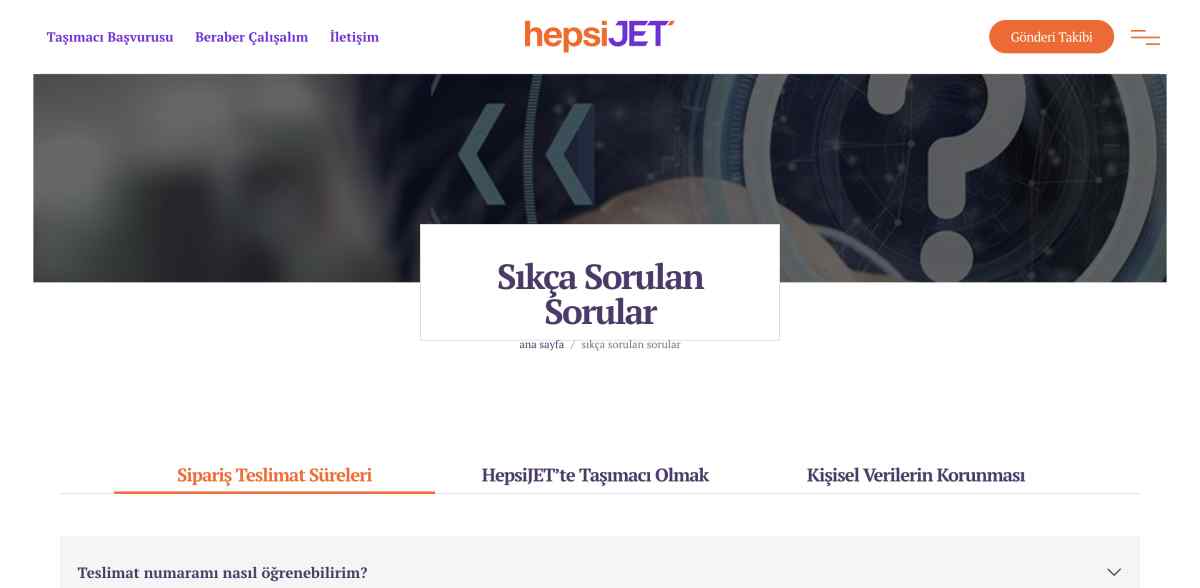 Taşımacı Başvurusu
Beraber Çalışalım
İletişim
hepsiJET
Gönderi Takibi
Sıkça Sorulan
Sorular
ana sayfa / sıkça sorulan sorular
Sipariş Teslimat Süreleri
HepsiJET’te Taşımacı Olmak
Kişisel Verilerin Korunması
Teslimat numaramı nasıl öğrenebilirim?